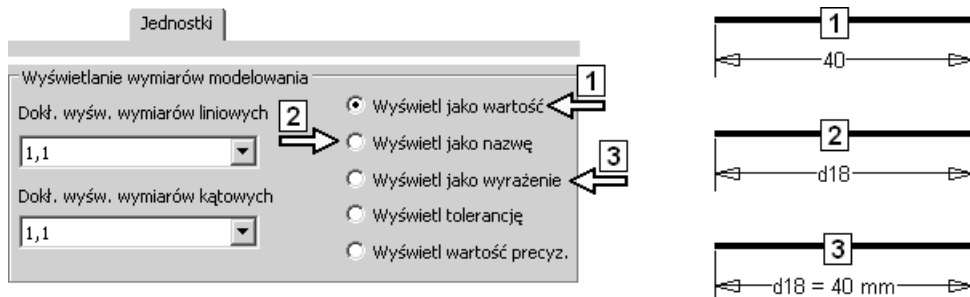 Jednostki
Wyświetlanie wymiarów modelowania
Dokł. wyśw. wymiarów liniowych
1,1
Dokł. wyśw. wymiarów kątowych
1,1
Wyświetl jako wartość
1
2
Wyświetl jako nazwę
Wyświetl jako wyrażenie
3
Wyświetl tolerancję
Wyświetl wartość precyz.
1
40
2
d18
3
d18 = 40 mm